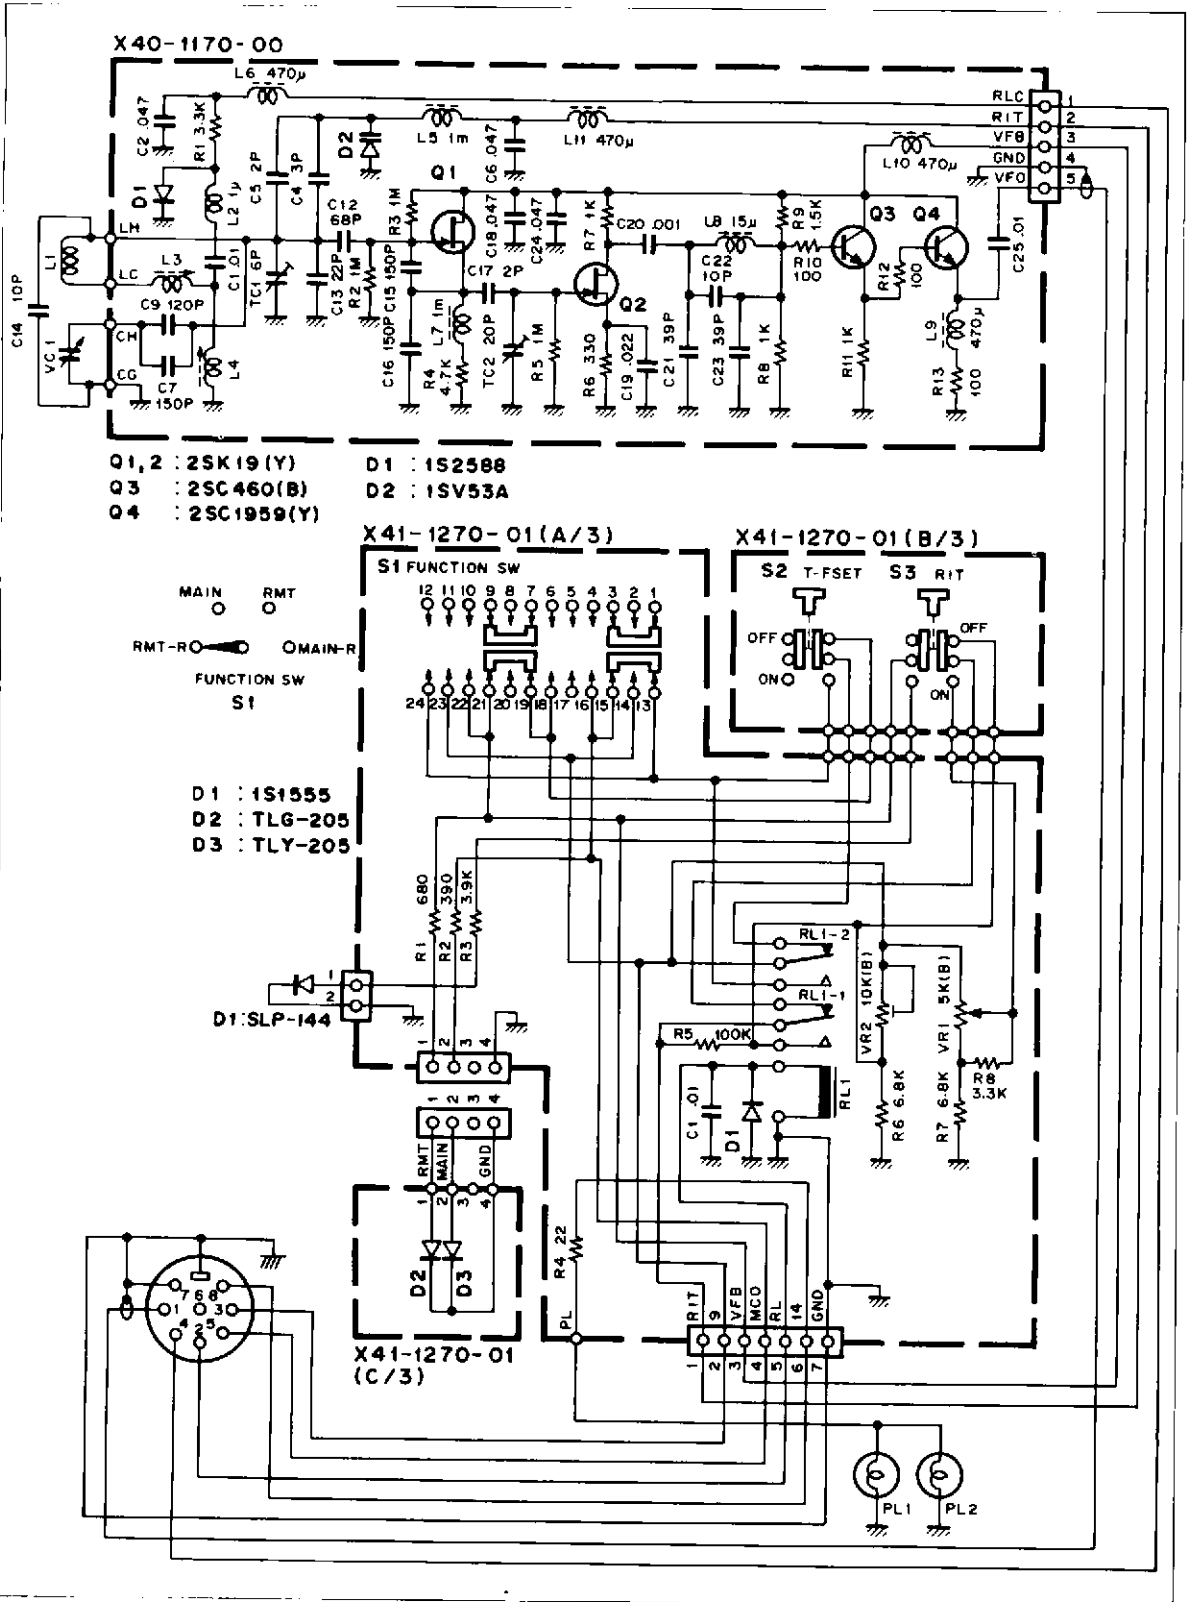 X40-1170-00
L6 470μ
C2 .047
R1 3.3K
D1
L2 1μ
C5 2P
C4 3P
D2
L5 1m
C6 .047
L11 470μ
L10 470μ
RLC 1
RIT 2
VFB 3
GND 4
VFO 5
Q1
C12
68P
R3 1M
C18 .047
C24 .047
R7 1K
C20 .001
L8 15μ
R9
1.5K
Q3 Q4
C25 .01
LH
L1
LC
L3
C1 .01
TC1 6P
C13 22P
R2 1M
C15 150P
C17 2P
Q2
C22
10P
R10
100
R12
100
C14 10P
C9 120P
CH
VC1
CG
C7
150P
L4
C16 150P
L7 1m
R4
4.7K
TC2 20P
R5 1M
R6 330
C19 .022
C21 39P
C23 39P
R8 1K
R11 1K
L9
470μ
R13
100
Q1,2 : 2SK19(Y)
Q3 : 2SC460(B)
Q4 : 2SC1959(Y)
D1 : 1S2588
D2 : 1SV53A
X41-1270-01(A/3)
X41-1270-01(B/3)
S1 FUNCTION SW
12 11 10 9 8 7 6 5 4 3 2 1
24 23 22 21 20 19 18 17 16 15 14 13
S2 T-FSET
S3 RIT
OFF
ON
OFF
ON
MAIN
RMT
RMT-R
MAIN-R
FUNCTION SW
S1
D1 : 1S1555
D2 : TLG-205
D3 : TLY-205
680
390
3.9K
R1
R2
R3
RL1-2
RL1-1
VR2 10K(B)
VR1 5K(B)
1
2
D1:SLP-144
R5 100K
R8
3.3K
1 2 3 4
C1 .01
D1
RL1
R6 6.8K
R7 6.8K
1 2 3 4
RMT
MAIN
GND
1 2 3 4
D2
D3
R4 22
PL
X41-1270-01
(C/3)
RIT
9
VFB
MCO
RL
14
GND
1 2 3 4 5 6 7
7 6 8
1 3
4 2 5
PL1
PL2